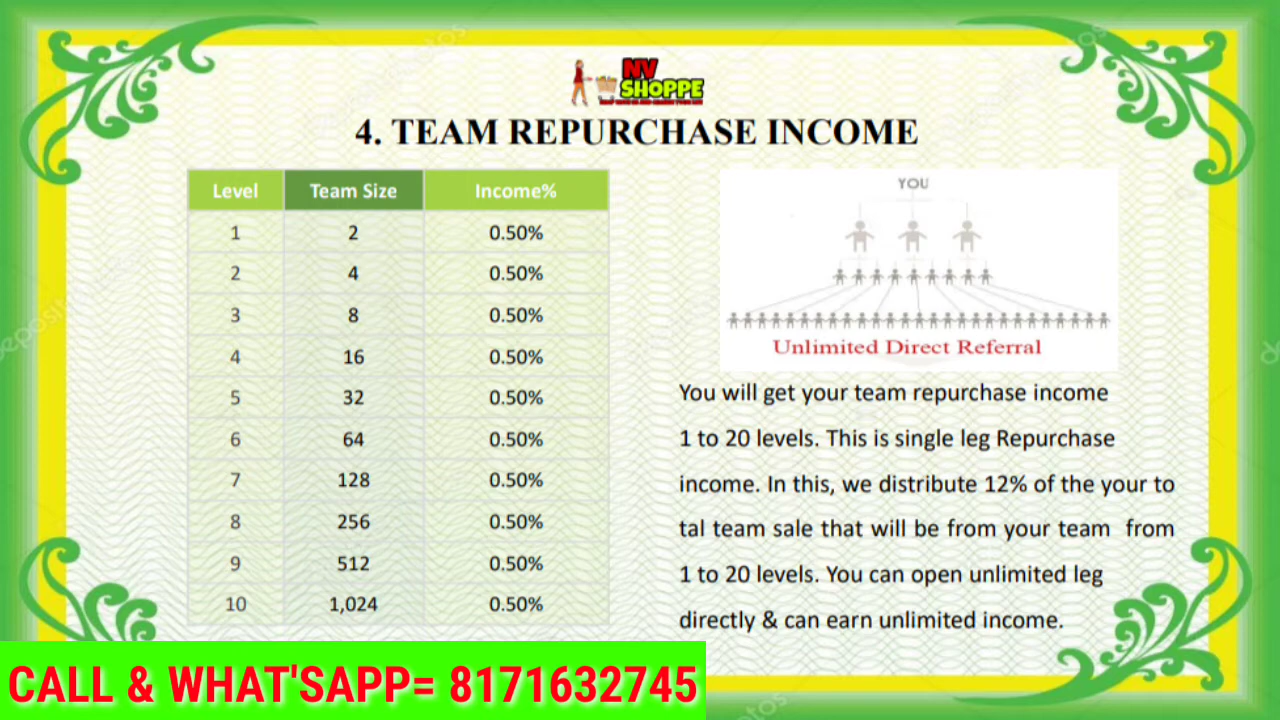 NV
SHOPPE
4. TEAM REPURCHASE INCOME
Level Team Size Income%
1 2 0.50%
2 4 0.50%
3 8 0.50%
4 16 0.50%
5 32 0.50%
6 64 0.50%
7 128 0.50%
8 256 0.50%
9 512 0.50%
10 1,024 0.50%
YOU
Unlimited Direct Referral
You will get your team repurchase income
1 to 20 levels. This is single leg Repurchase
income. In this, we distribute 12% of the your to
tal team sale that will be from your team from
1 to 20 levels. You can open unlimited leg
directly & can earn unlimited income.
CALL & WHAT'SAPP= 8171632745